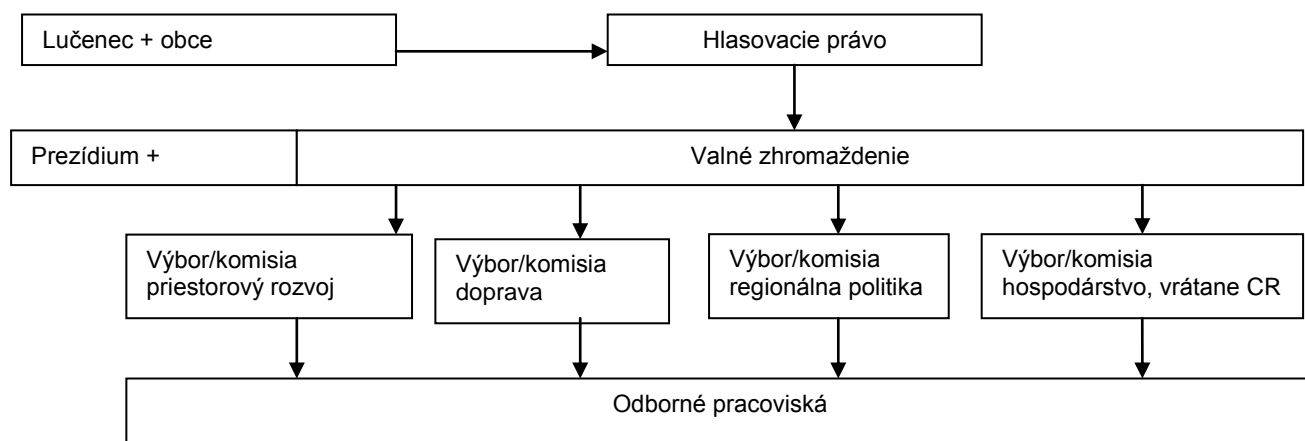 Lučenec + obce
Hlasovacie právo
Prezídium +
Valné zhromaždenie
Výbor/komisia
priestorový rozvoj
Výbor/komisia
doprava
Výbor/komisia
regionálna politika
Výbor/komisia
hospodárstvo, vrátane CR
Odborné pracoviská